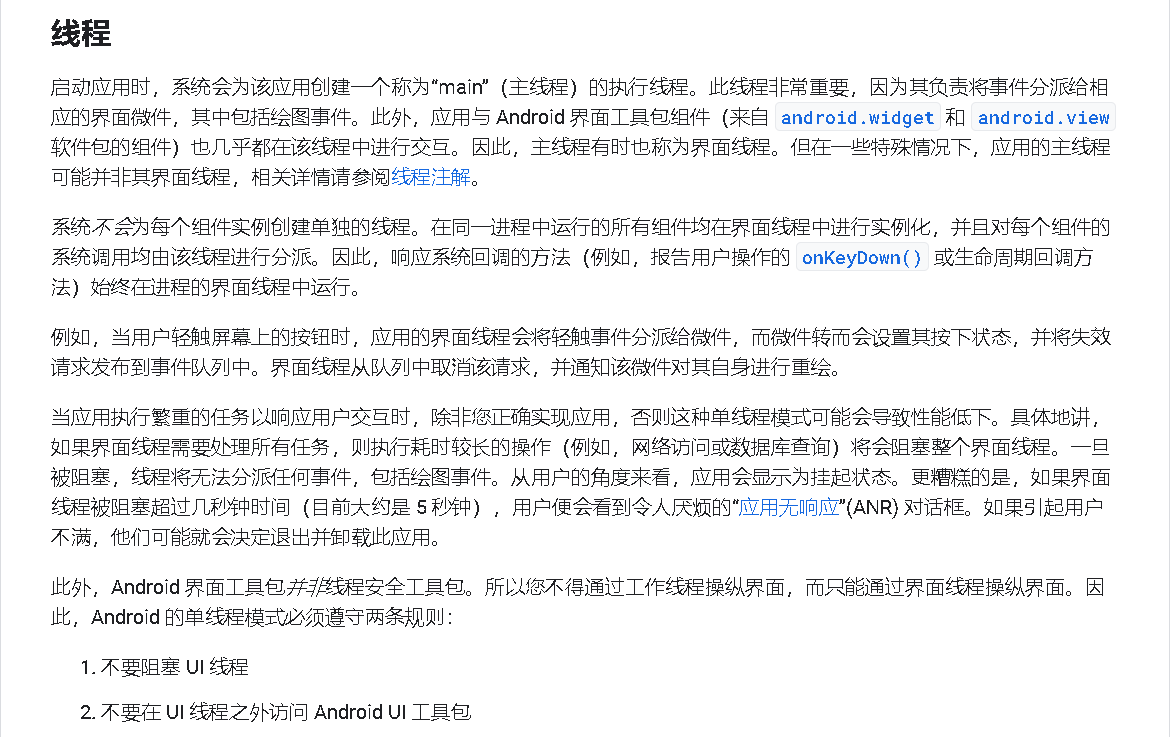 线程
启动应用时，系统会为该应用创建一个称为“main”（主线程）的执行线程。此线程非常重要，因为其负责将事件分派给相
应的界面微件，其中包括绘图事件。此外，应用与 Android 界面工具包组件（来自 android.widget 和 android.view
软件包的组件）也几乎都在该线程中进行交互。因此，主线程有时也称为界面线程。但在一些特殊情况下，应用的主线程
可能并非其界面线程，相关详情请参阅线程注解。
系统不会为每个组件实例创建单独的线程。在同一进程中运行的所有组件均在界面线程中进行实例化，并且对每个组件的
系统调用均由该线程进行分派。因此，响应系统回调的方法（例如，报告用户操作的 onKeyDown() 或生命周期回调方
法）始终在进程的界面线程中运行。
例如，当用户轻触屏幕上的按钮时，应用的界面线程会将轻触事件分派给微件，而微件转而会设置其按下状态，并将失效
请求发布到事件队列中。界面线程从队列中取消该请求，并通知该微件对其自身进行重绘。
当应用执行繁重的任务以响应用户交互时，除非您正确实现应用，否则这种单线程模式可能会导致性能低下。具体地讲，
如果界面线程需要处理所有任务，则执行耗时较长的操作（例如，网络访问或数据库查询）将会阻塞整个界面线程。一旦
被阻塞，线程将无法分派任何事件，包括绘图事件。从用户的角度来看，应用会显示为挂起状态。更糟糕的是，如果界面
线程被阻塞超过几秒钟时间（目前大约是 5 秒钟），用户便会看到令人厌烦的“应用无响应”(ANR) 对话框。如果引起用户
不满，他们可能就会决定退出并卸载此应用。
此外，Android 界面工具包并非线程安全工具包。所以您不得通过工作线程操纵界面，而只能通过界面线程操纵界面。因
此，Android 的单线程模式必须遵守两条规则：
1. 不要阻塞 UI 线程
2. 不要在 UI 线程之外访问 Android UI 工具包